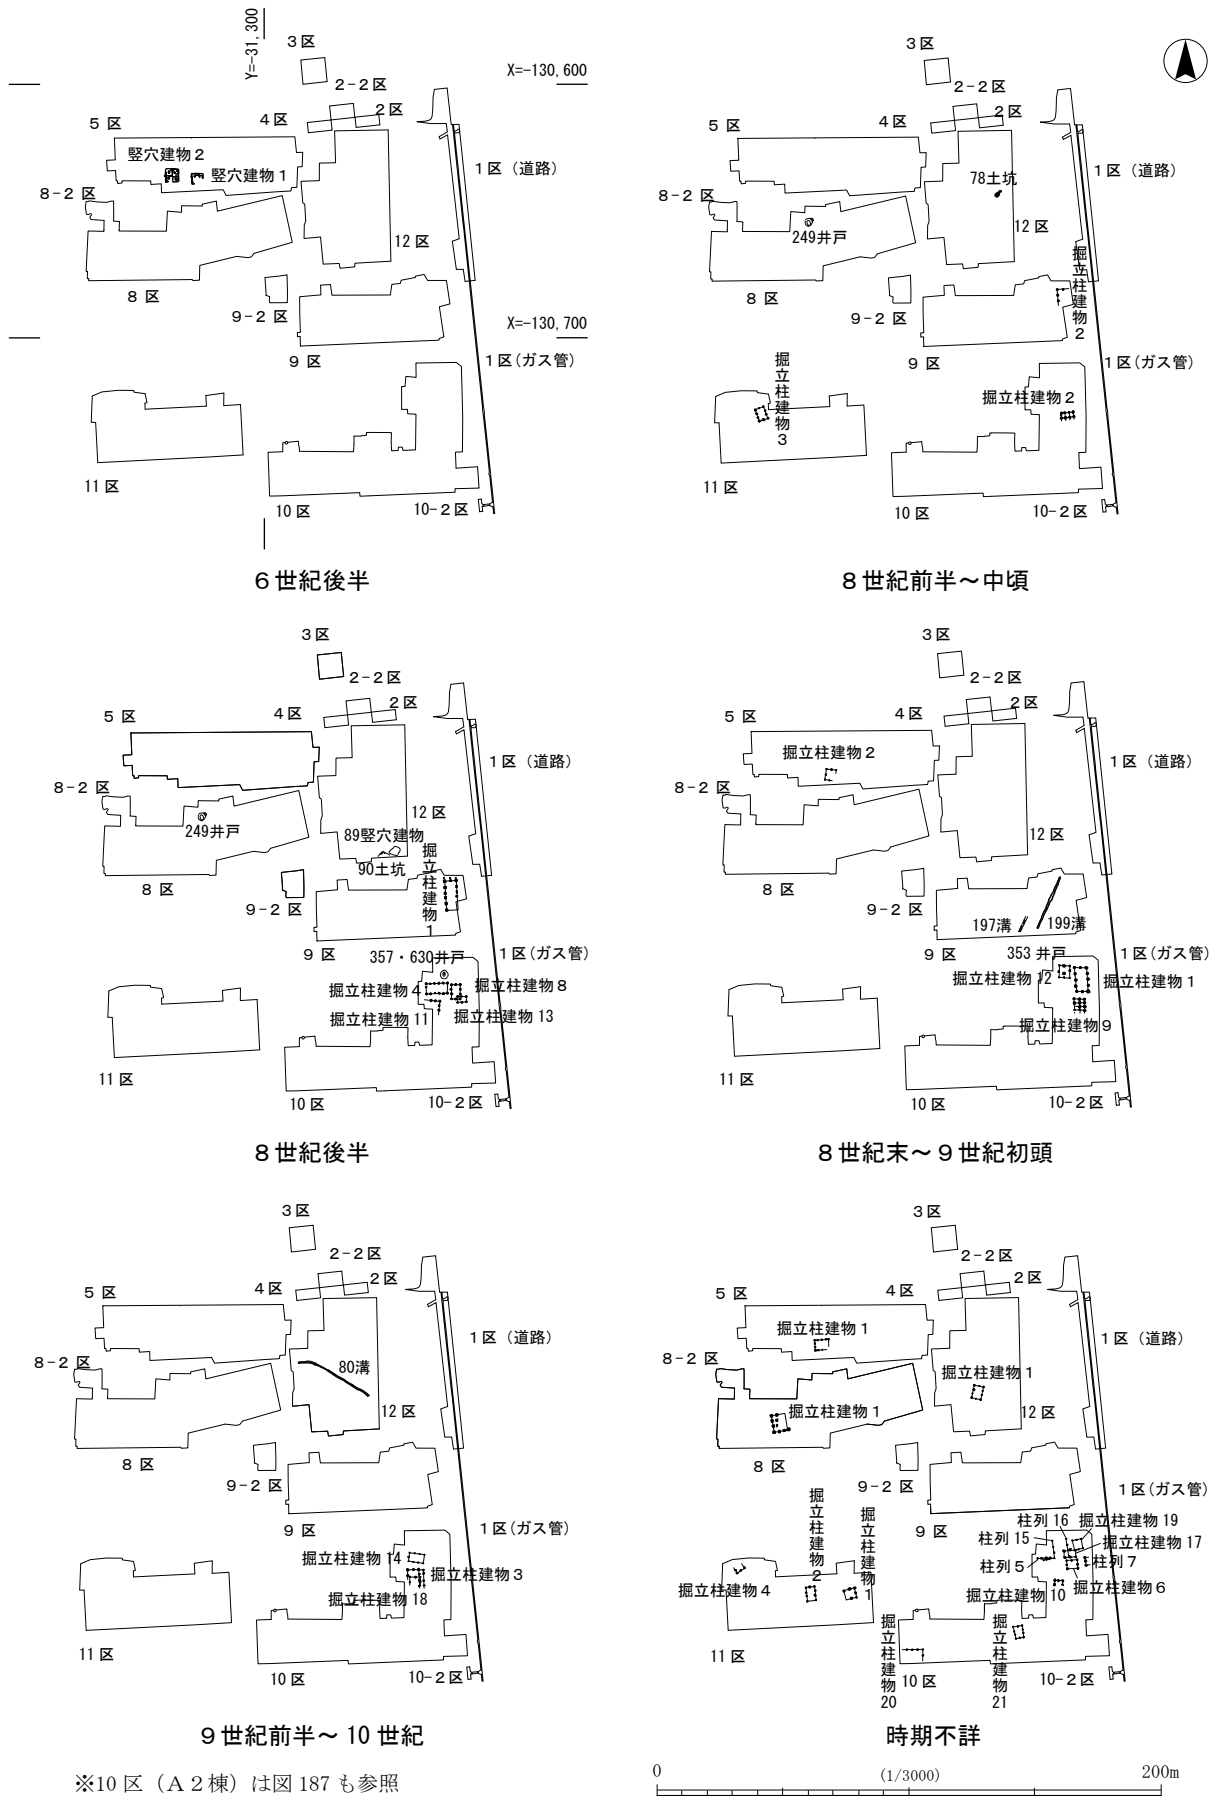 Y=-31,300
3区
X=-130,600
2-2区
2区
4区
5区
竪穴建物2
竪穴建物1
1区（道路）
8-2区
12区
8区
9-2区
X=-130,700
9区
1区(ガス管)
11区
10区
10-2区
6世紀後半
3区
2-2区
2区
4区
5区
1区（道路）
78土坑
8-2区
249井戸
12区
掘立柱建物2
8区
9-2区
9区
1区(ガス管)
掘立柱建物3
掘立柱建物2
11区
10区
10-2区
8世紀前半～中頃
3区
2-2区
2区
4区
5区
1区（道路）
8-2区
249井戸
12区
89竪穴建物
90土坑
掘立柱建物1
8区
9-2区
9区
357・630井戸
1区(ガス管)
掘立柱建物4
掘立柱建物8
掘立柱建物11
掘立柱建物13
11区
10区
10-2区
8世紀後半
3区
2-2区
2区
4区
5区
掘立柱建物2
1区（道路）
8-2区
12区
8区
9-2区
197溝
199溝
9区
353井戸
1区(ガス管)
掘立柱建物12
掘立柱建物1
掘立柱建物9
11区
10区
10-2区
8世紀末～9世紀初頭
3区
2-2区
2区
4区
5区
1区（道路）
8-2区
80溝
12区
8区
9-2区
9区
1区(ガス管)
掘立柱建物14
掘立柱建物3
掘立柱建物18
11区
10区
10-2区
9世紀前半～10世紀
3区
2-2区
2区
4区
5区
掘立柱建物1
1区（道路）
8-2区
掘立柱建物1
掘立柱建物1
12区
8区
9-2区
掘立柱建物2
掘立柱建物1
9区
1区(ガス管)
柱列16
掘立柱建物19
柱列15
掘立柱建物17
柱列5
柱列7
掘立柱建物4
掘立柱建物10
掘立柱建物6
掘立柱建物20
掘立柱建物21
11区
10区
10-2区
時期不詳
※10区（A2棟）は図187も参照
0
(1/3000)
200m